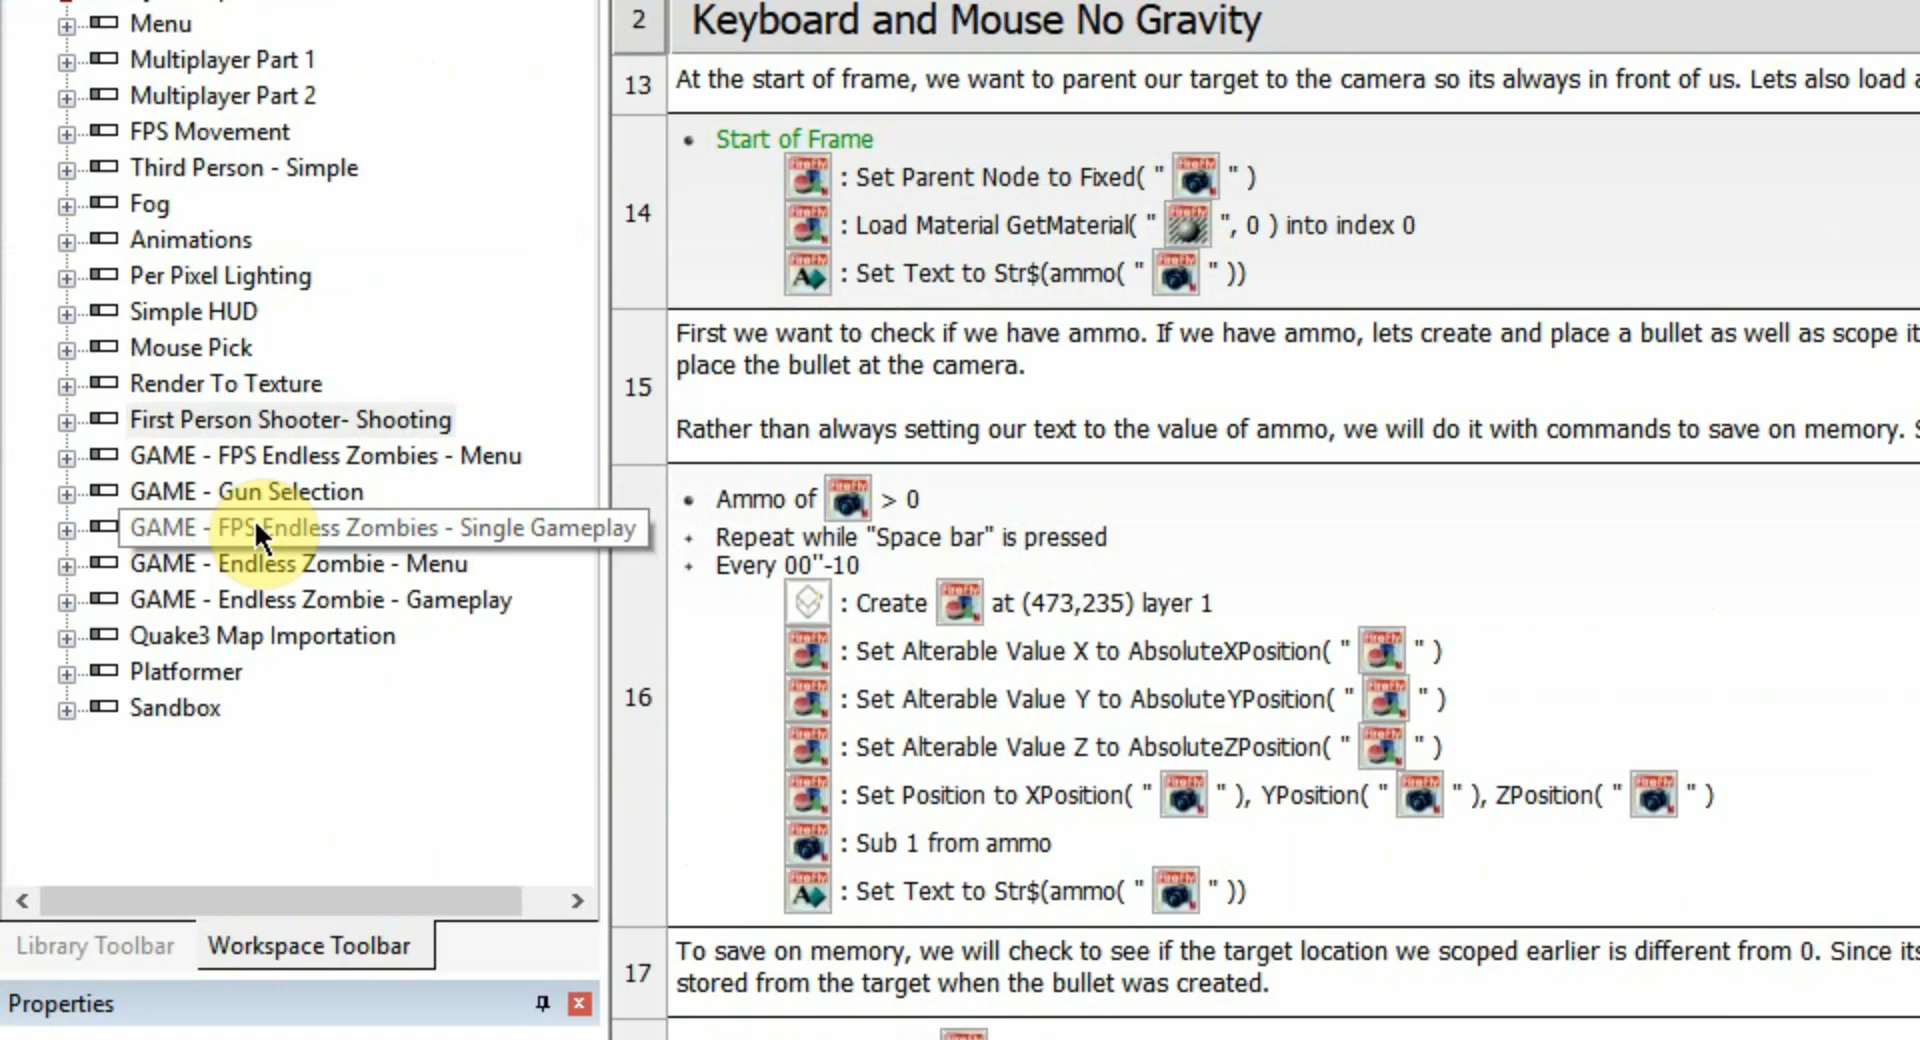 Menu
Multiplayer Part 1
Multiplayer Part 2
FPS Movement
Third Person - Simple
Fog
Animations
Per Pixel Lighting
Simple HUD
Mouse Pick
Render To Texture
First Person Shooter- Shooting
GAME - FPS Endless Zombies - Menu
GAME - Gun Selection
GAME - FPS Endless Zombies - Single Gameplay
GAME - Endless Zombie - Menu
GAME - Endless Zombie - Gameplay
Quake3 Map Importation
Platformer
Sandbox
Library Toolbar
Workspace Toolbar
Properties
2
Keyboard and Mouse No Gravity
13
At the start of frame, we want to parent our target to the camera so its always in front of us. Lets also load
14
Start of Frame
: Set Parent Node to Fixed( " " )
: Load Material GetMaterial( " ", 0 ) into index 0
: Set Text to Str$(ammo( " " ))
15
First we want to check if we have ammo. If we have ammo, lets create and place a bullet as well as scope it
place the bullet at the camera.
Rather than always setting our text to the value of ammo, we will do it with commands to save on memory.
16
Ammo of > 0
Repeat while "Space bar" is pressed
Every 00"-10
: Create at (473,235) layer 1
: Set Alterable Value X to AbsoluteXPosition( " " )
: Set Alterable Value Y to AbsoluteYPosition( " " )
: Set Alterable Value Z to AbsoluteZPosition( " " )
: Set Position to XPosition( " " ), YPosition( " " ), ZPosition( " " )
: Sub 1 from ammo
: Set Text to Str$(ammo( " " ))
17
To save on memory, we will check to see if the target location we scoped earlier is different from 0. Since its
stored from the target when the bullet was created.